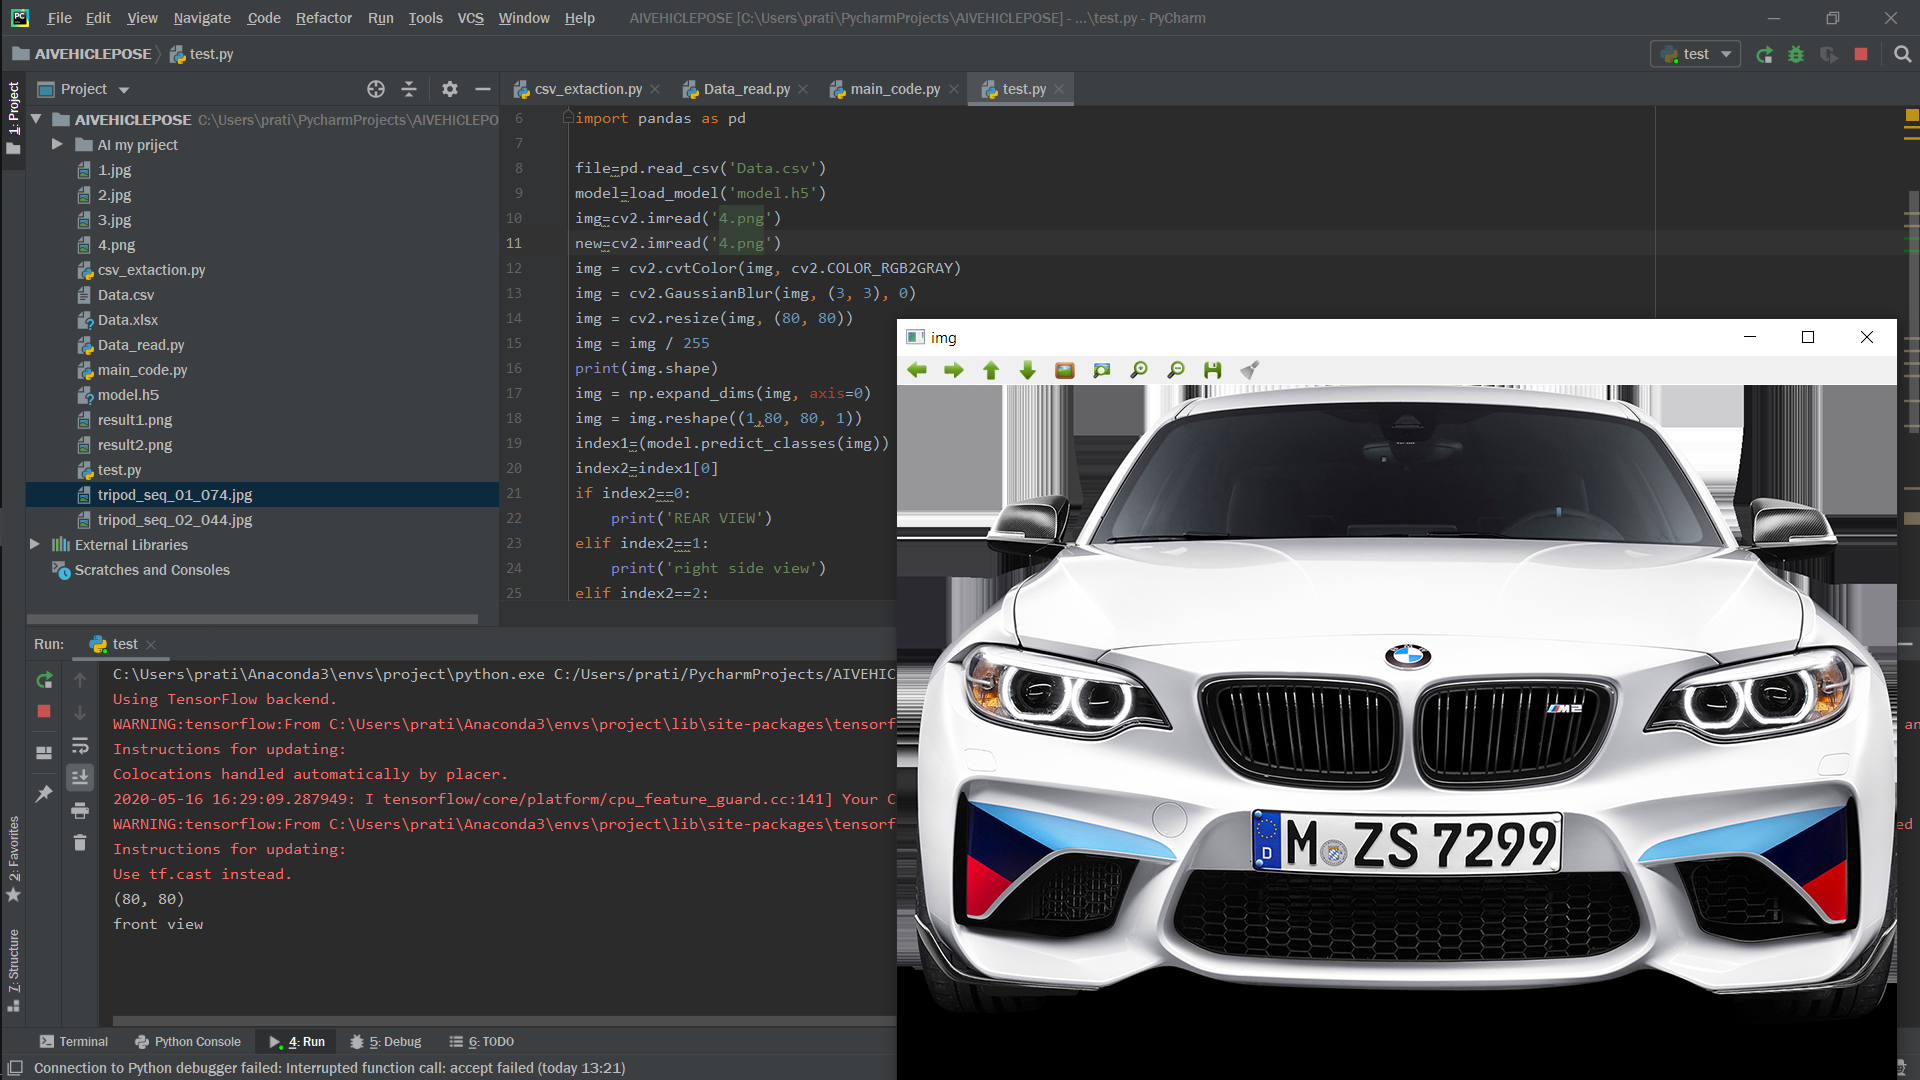 File Edit View Navigate Code Refactor Run Tools VCS Window Help AIVEHICLEPOSE [C:\Users\prati\PycharmProjects\AIVEHICLEPOSE] - ...\test.py - PyCharm
AIVEHICLEPOSE test.py test
1: Project
Project
csv_extaction.py Data_read.py main_code.py test.py
AIVEHICLEPOSE C:\Users\prati\PycharmProjects\AIVEHICLEPO
AI my priject
1.jpg
2.jpg
3.jpg
4.png
csv_extaction.py
Data.csv
Data.xlsx
Data_read.py
main_code.py
model.h5
result1.png
result2.png
test.py
tripod_seq_01_074.jpg
tripod_seq_02_044.jpg
External Libraries
Scratches and Consoles
6 import pandas as pd
7
8 file=pd.read_csv('Data.csv')
9 model=load_model('model.h5')
10 img=cv2.imread('4.png')
11 new=cv2.imread('4.png')
12 img = cv2.cvtColor(img, cv2.COLOR_RGB2GRAY)
13 img = cv2.GaussianBlur(img, (3, 3), 0)
14 img = cv2.resize(img, (80, 80))
15 img = img / 255
16 print(img.shape)
17 img = np.expand_dims(img, axis=0)
18 img = img.reshape((1,80, 80, 1))
19 index1=(model.predict_classes(img))
20 index2=index1[0]
21 if index2==0:
22 print('REAR VIEW')
23 elif index2==1:
24 print('right side view')
25 elif index2==2:
img
M2
D M ZS 7299
Run: test
C:\Users\prati\Anaconda3\envs\project\python.exe C:/Users/prati/PycharmProjects/AIVEHIC
Using TensorFlow backend.
WARNING:tensorflow:From C:\Users\prati\Anaconda3\envs\project\lib\site-packages\tensorf
an
Instructions for updating:
Colocations handled automatically by placer.
2020-05-16 16:29:09.287949: I tensorflow/core/platform/cpu_feature_guard.cc:141] Your C
WARNING:tensorflow:From C:\Users\prati\Anaconda3\envs\project\lib\site-packages\tensorf
ed
Instructions for updating:
Use tf.cast instead.
(80, 80)
front view
2: Favorites
7: Structure
Terminal Python Console 4: Run 5: Debug 6: TODO
Connection to Python debugger failed: Interrupted function call: accept failed (today 13:21)